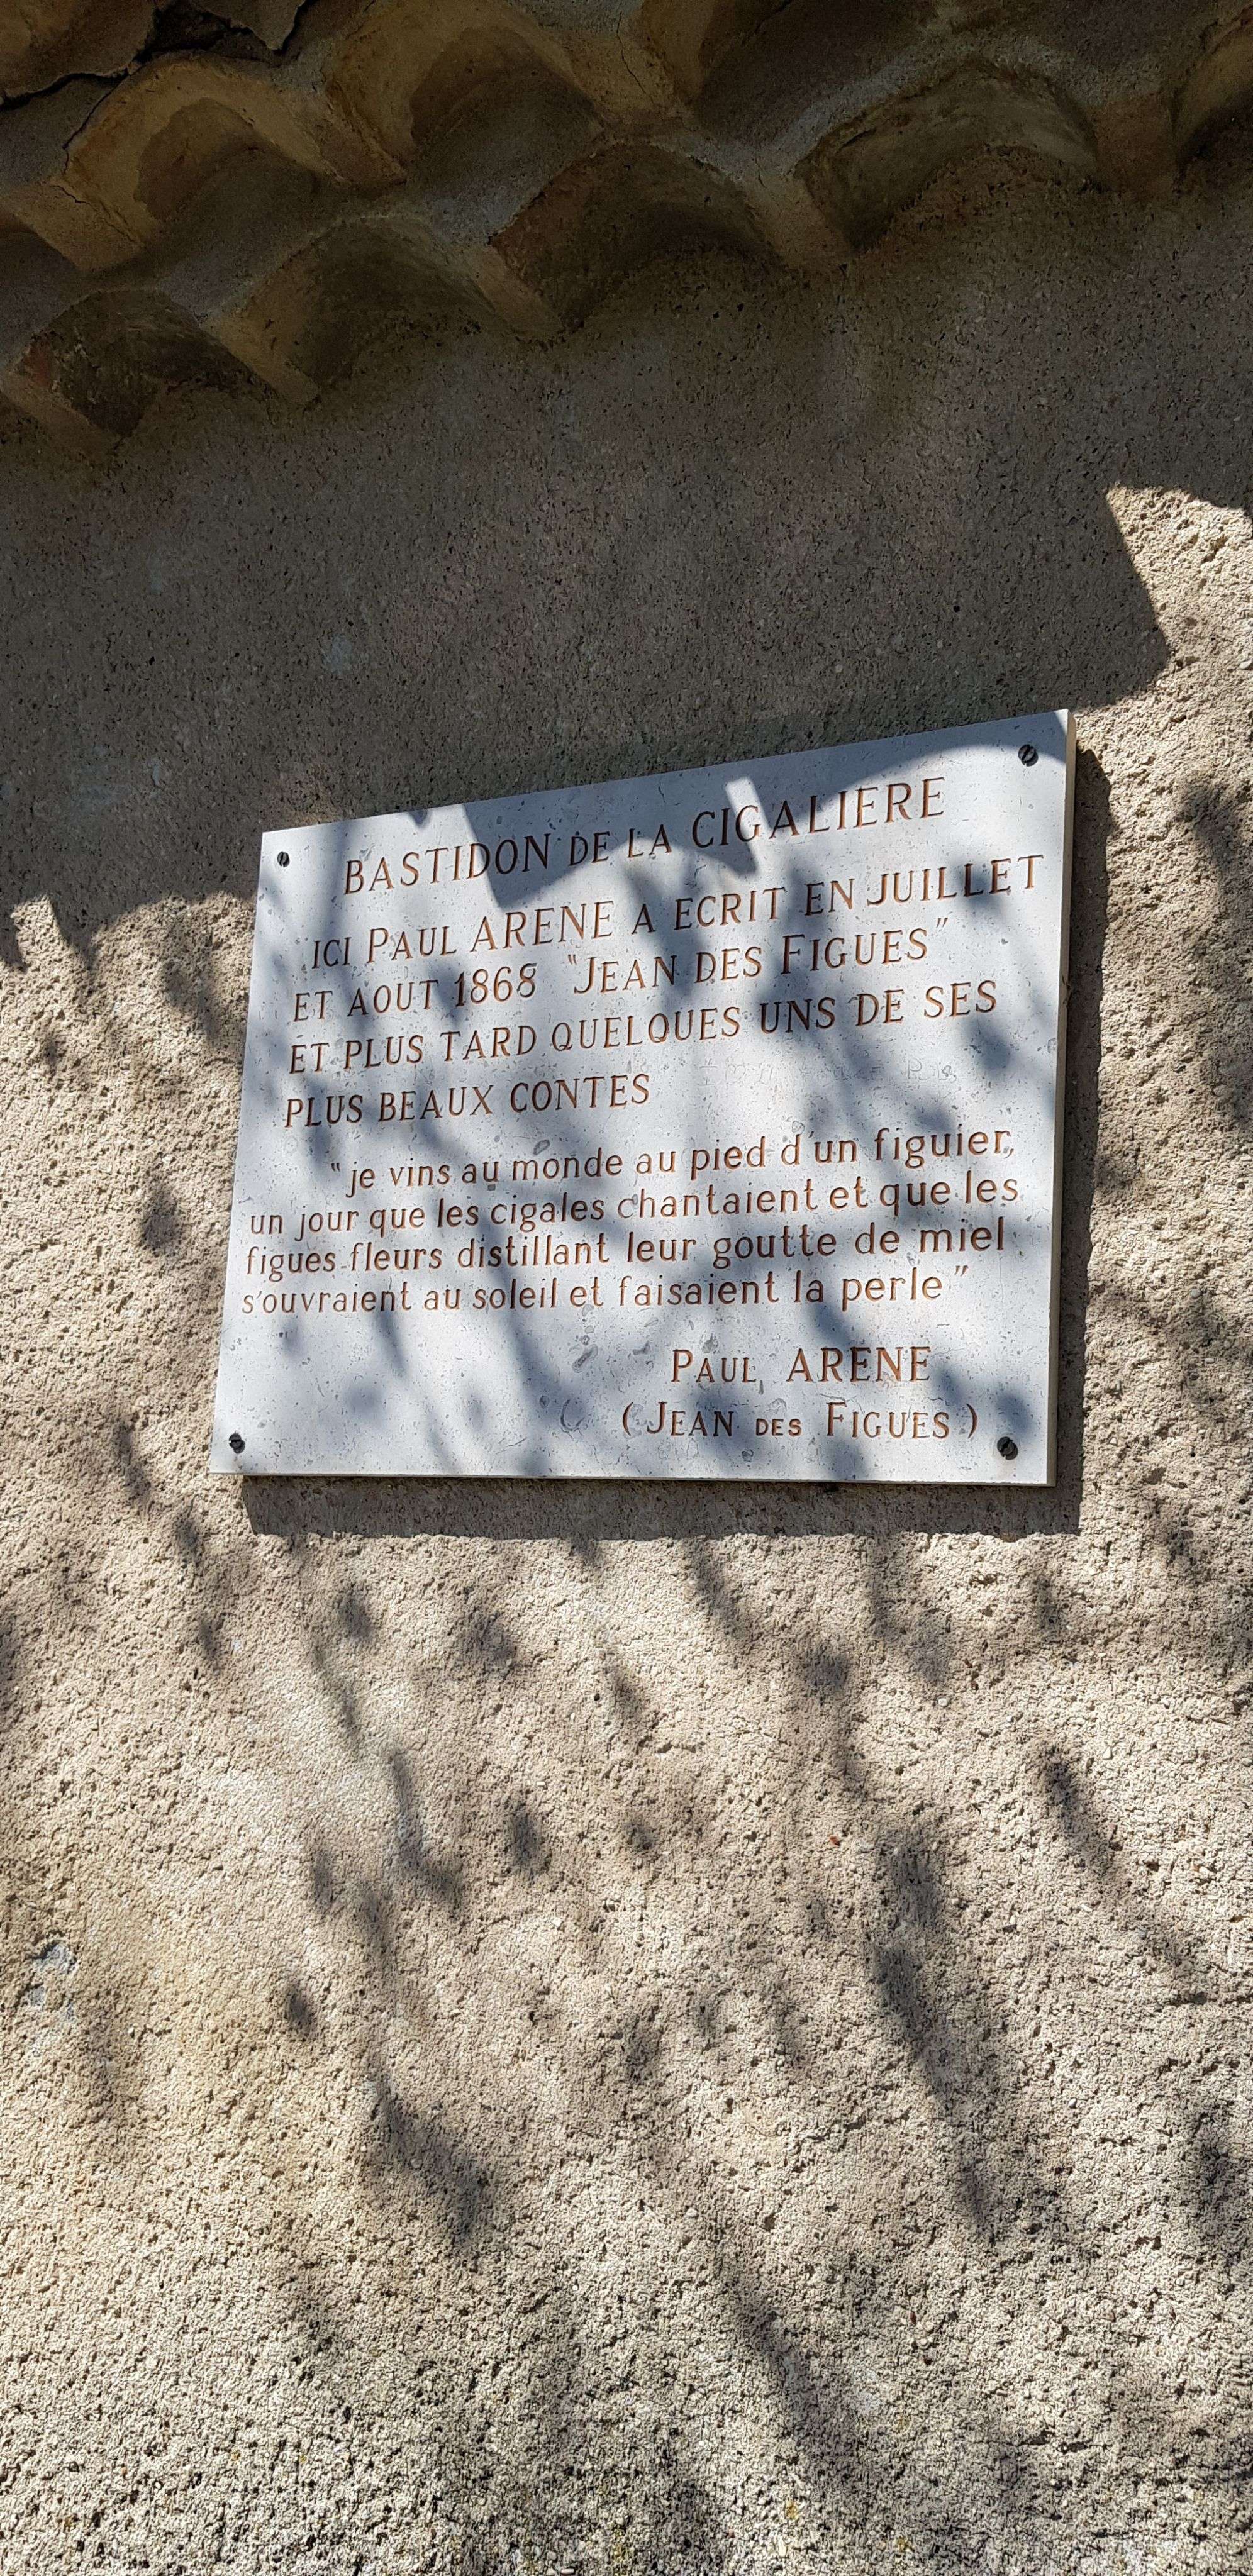 BASTIDON DE LA CIGALIERE
ICI PAUL ARENE A ECRIT EN JUILLET
ET AOUT 1868 "JEAN DES FIGUES"
ET PLUS TARD QUELQUES UNS DE SES
PLUS BEAUX CONTES
"je vins au monde au pied d'un figuier,
un jour que les cigales chantaient et que les
figues-fleurs distillant leur goutte de miel
s'ouvraient au soleil et faisaient la perle"
PAUL ARENE
(JEAN DES FIGUES)